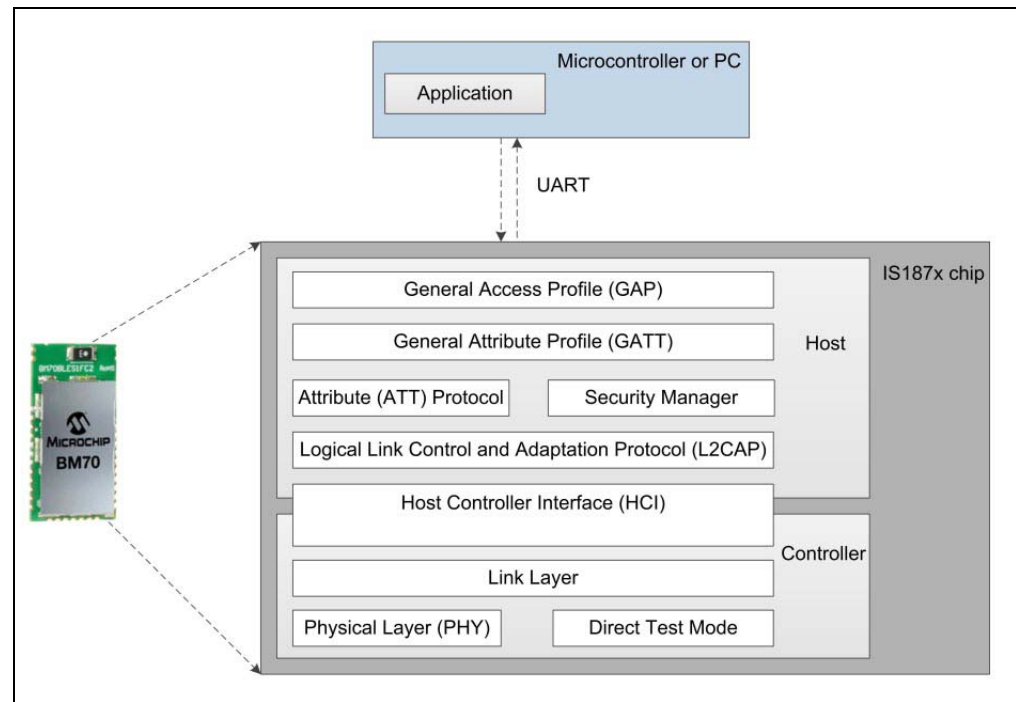 Microcontroller or PC
Application
UART
IS187x chip
General Access Profile (GAP)
General Attribute Profile (GATT)
Host
Attribute (ATT) Protocol
Security Manager
Logical Link Control and Adaptation Protocol (L2CAP)
Host Controller Interface (HCI)
Controller
Link Layer
Physical Layer (PHY)
Direct Test Mode
BM70BLES1FC2 RoHS
MICROCHIP
BM70